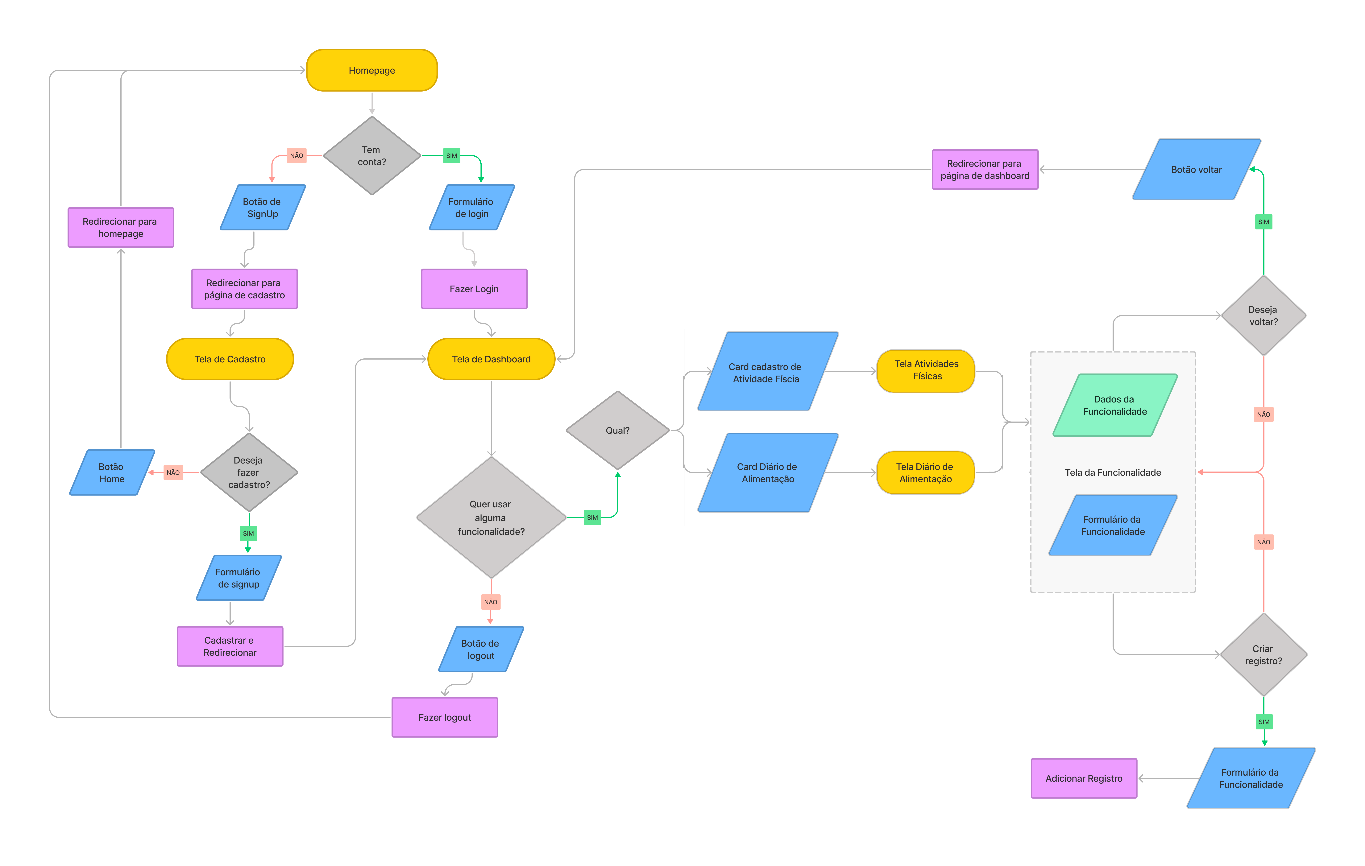 Homepage
Tem
conta?
NÃO
SIM
Botão de
SignUp
Formulário
de login
Redirecionar para
página de dashboard
Botão voltar
Redirecionar para
homepage
SIM
Redirecionar para
página de cadastro
Fazer Login
Deseja
voltar?
Tela de Cadastro
Tela de Dashboard
Card cadastro de
Atividade Físcia
Tela Atividades
Físicas
Dados da
Funcionalidade
NÃO
Qual?
Botão
Home
NÃO
Deseja
fazer
cadastro?
Card Diário de
Alimentação
Tela Diário de
Alimentação
Tela da Funcionalidade
Quer usar
alguma
funcionalidade?
SIM
Formulário da
Funcionalidade
SIM
NÃO
Formulário
de signup
NÃO
Cadastrar e
Redirecionar
Botão de
logout
Criar
registro?
Fazer logout
SIM
Adicionar Registro
Formulário da
Funcionalidade